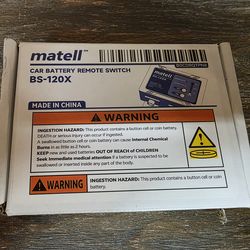 matell™
CAR BATTERY REMOTE SWITCH
BS-120X
MADE IN CHINA
WARNING
INGESTION HAZARD: This product contains a button cell or coin battery.
DEATH or serious injury can occur if ingested.
A swallowed button cell or coin battery can cause Internal Chemical
Burns in as little as 2 hours.
KEEP new and used batteries OUT OF REACH of CHILDREN
Seek immediate medical attention if a battery is suspected to be
swallowed or inserted inside any part of the body.
WARNING
INGESTION HAZARD: This product contains a button cell or coin
battery.